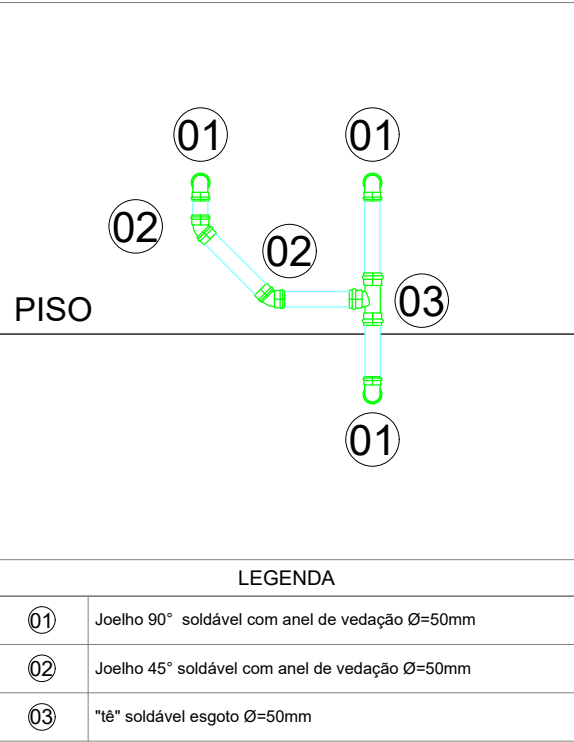 01
01
02
02
03
PISO
01
LEGENDA
01 Joelho 90° soldável com anel de vedação Ø=50mm
02 Joelho 45° soldável com anel de vedação Ø=50mm
03 "tê" soldável esgoto Ø=50mm